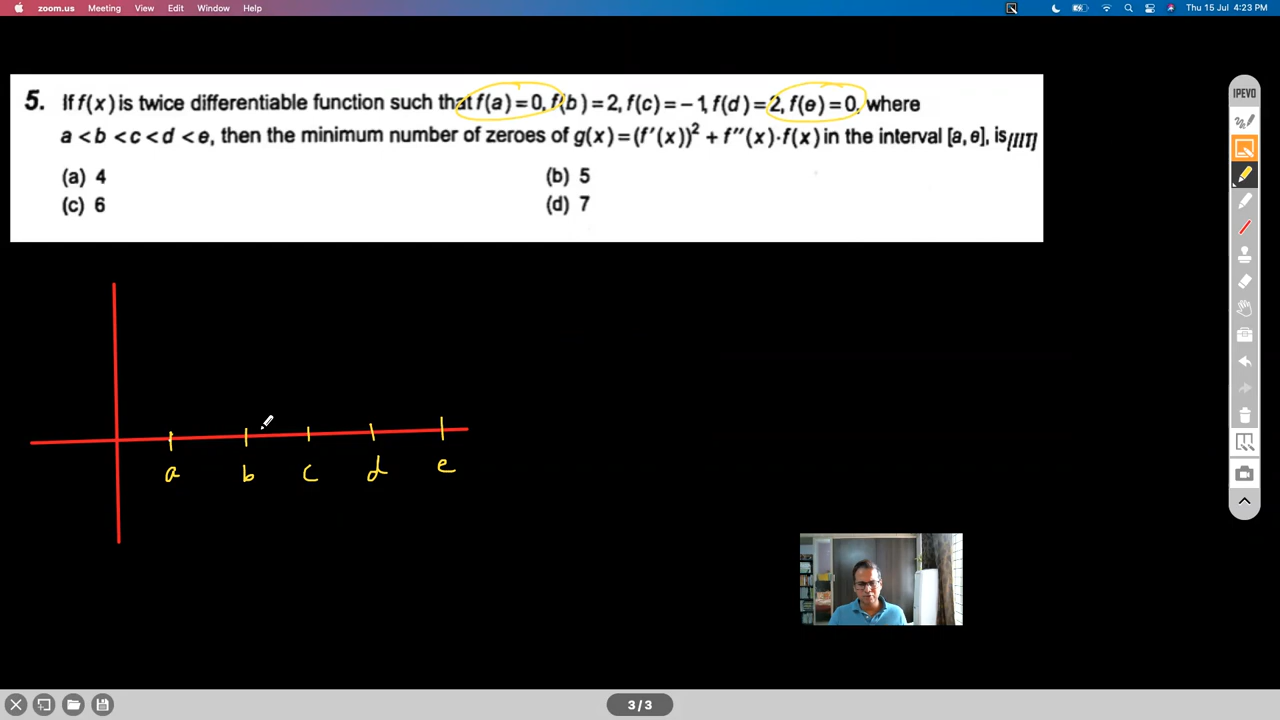 zoom.us Meeting View Edit Window Help Thu 15 Jul 4:23 PM
IPEVO
5. If f(x) is twice differentiable function such that f(a)=0, f(b)=2, f(c)=−1, f(d)=2, f(e)=0, where
a<b<c<d<e, then the minimum number of zeroes of g(x)=(f′(x))²+f″(x)·f(x) in the interval [a, e], is [IIT]
(a) 4 (b) 5
(c) 6 (d) 7
a b c d e
3/3